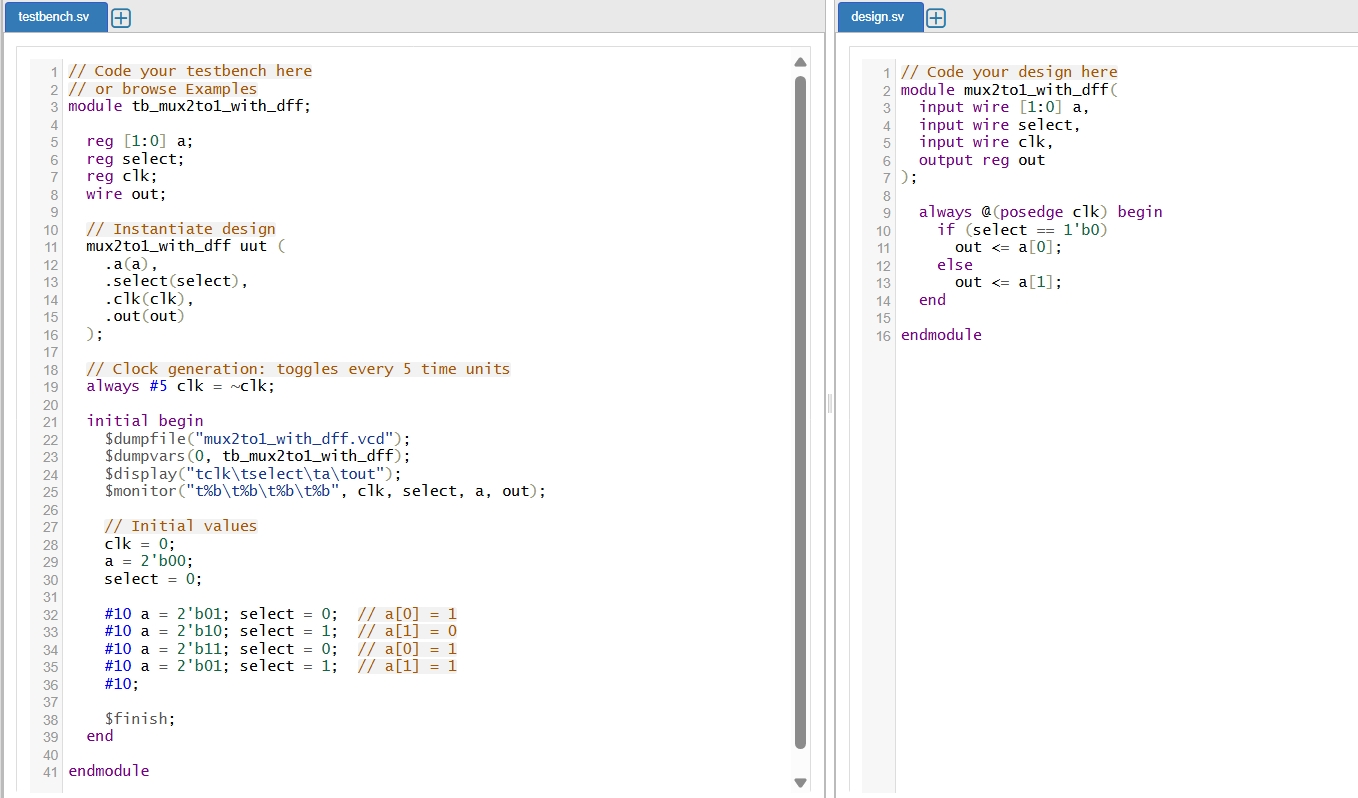 testbench.sv
1 // Code your testbench here
2 // or browse Examples
3 module tb_mux2to1_with_dff;
4
5   reg [1:0] a;
6   reg select;
7   reg clk;
8   wire out;
9
10   // Instantiate design
11   mux2to1_with_dff uut (
12     .a(a),
13     .select(select),
14     .clk(clk),
15     .out(out)
16   );
17
18   // Clock generation: toggles every 5 time units
19   always #5 clk = ~clk;
20
21   initial begin
22     $dumpfile("mux2to1_with_dff.vcd");
23     $dumpvars(0, tb_mux2to1_with_dff);
24     $display("tclk\tselect\ta\tout");
25     $monitor("t%b\t%b\t%b\t%b", clk, select, a, out);
26
27     // Initial values
28     clk = 0;
29     a = 2'b00;
30     select = 0;
31
32     #10 a = 2'b01; select = 0;  // a[0] = 1
33     #10 a = 2'b10; select = 1;  // a[1] = 0
34     #10 a = 2'b11; select = 0;  // a[0] = 1
35     #10 a = 2'b01; select = 1;  // a[1] = 1
36     #10;
37
38     $finish;
39   end
40
41 endmodule
design.sv
1 // Code your design here
2 module mux2to1_with_dff(
3   input wire [1:0] a,
4   input wire select,
5   input wire clk,
6   output reg out
7 );
8
9   always @(posedge clk) begin
10     if (select == 1'b0)
11       out <= a[0];
12     else
13       out <= a[1];
14   end
15
16 endmodule